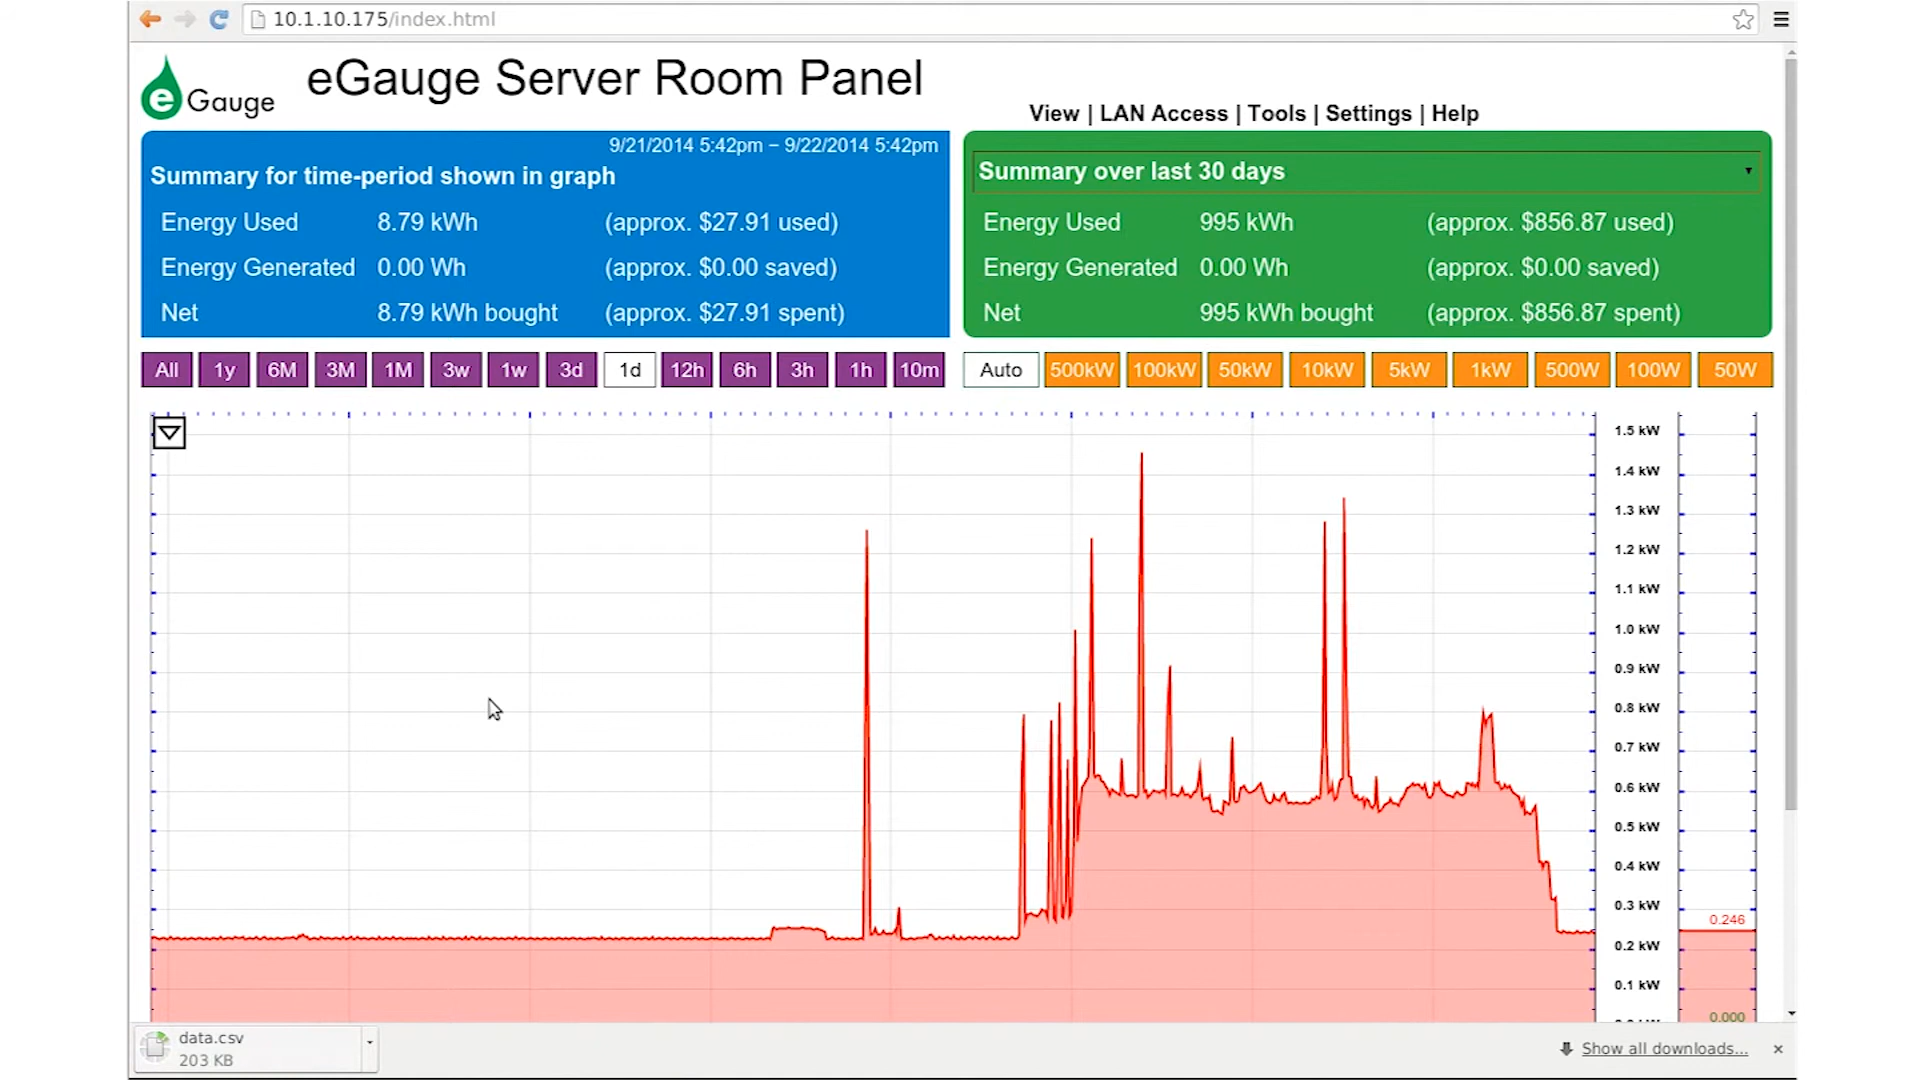 10.1.10.175/index.html
e Gauge
eGauge Server Room Panel
View | LAN Access | Tools | Settings | Help
9/21/2014 5:42pm − 9/22/2014 5:42pm
Summary for time-period shown in graph
Energy Used 8.79 kWh (approx. $27.91 used)
Energy Generated 0.00 Wh (approx. $0.00 saved)
Net 8.79 kWh bought (approx. $27.91 spent)
Summary over last 30 days
Energy Used 995 kWh (approx. $856.87 used)
Energy Generated 0.00 Wh (approx. $0.00 saved)
Net 995 kWh bought (approx. $856.87 spent)
All 1y 6M 3M 1M 3w 1w 3d 1d 12h 6h 3h 1h 10m
Auto 500kW 100kW 50kW 10kW 5kW 1kW 500W 100W 50W
1.5 kW
1.4 kW
1.3 kW
1.2 kW
1.1 kW
1.0 kW
0.9 kW
0.8 kW
0.7 kW
0.6 kW
0.5 kW
0.4 kW
0.3 kW
0.246
0.2 kW
0.1 kW
0.000
data.csv
203 KB
Show all downloads...